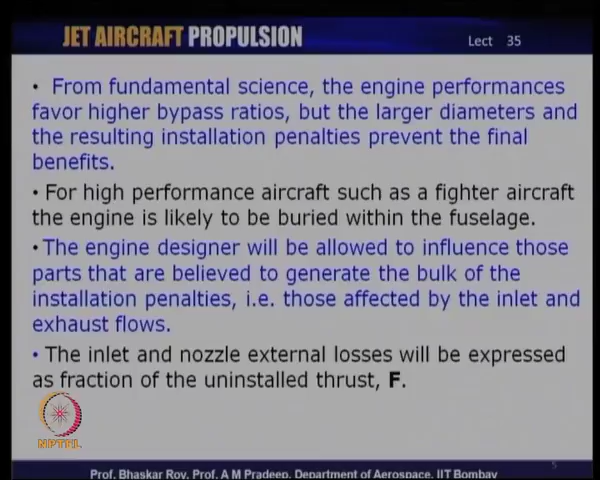 JET AIRCRAFT PROPULSION
Lect 35
• From fundamental science, the engine performances
favor higher bypass ratios, but the larger diameters and
the resulting installation penalties prevent the final
benefits.
• For high performance aircraft such as a fighter aircraft
the engine is likely to be buried within the fuselage.
• The engine designer will be allowed to influence those
parts that are believed to generate the bulk of the
installation penalties, i.e. those affected by the inlet and
exhaust flows.
• The inlet and nozzle external losses will be expressed
as fraction of the uninstalled thrust, F.
NPTEL
5
Prof. Bhaskar Roy, Prof. A M Pradeep, Department of Aerospace, IIT Bombay